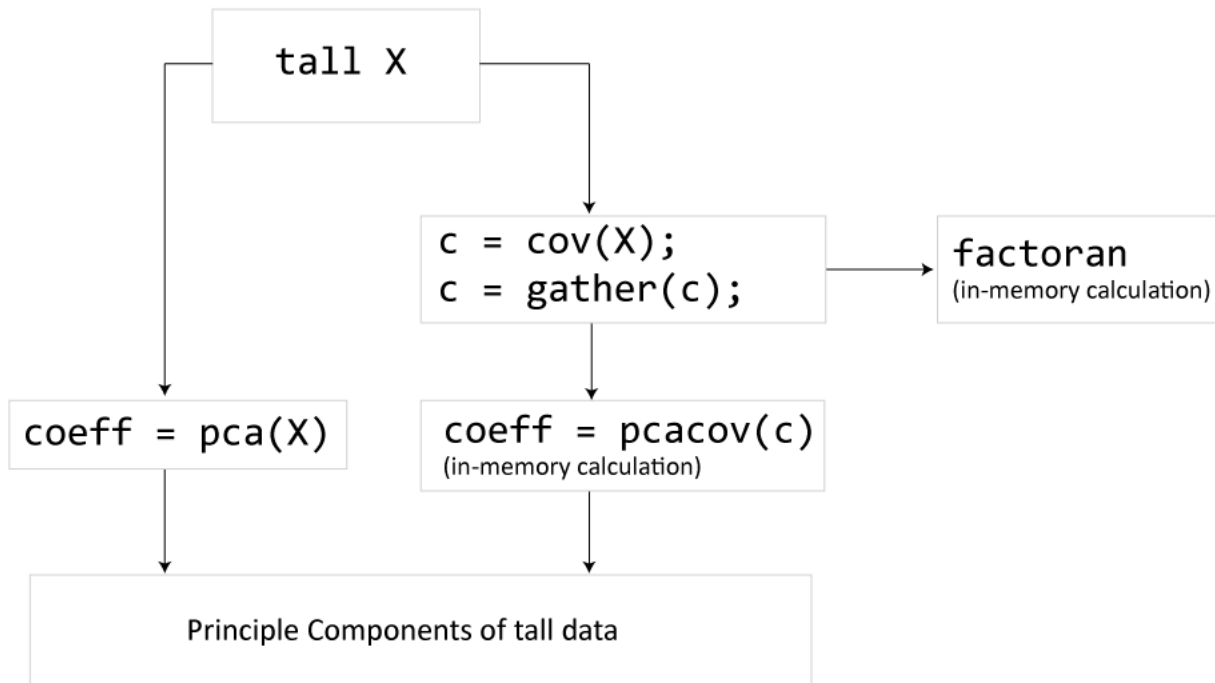 tall X
c = cov(X);
c = gather(c);
factoran
(in-memory calculation)
coeff = pca(X)
coeff = pcacov(c)
(in-memory calculation)
Principle Components of tall data